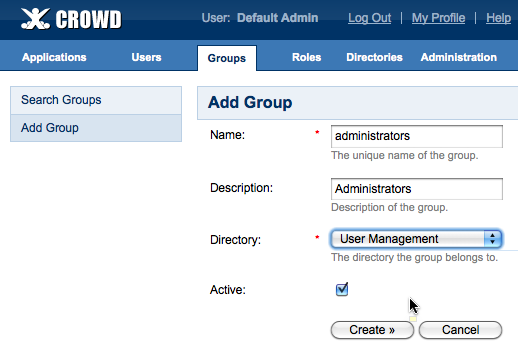 CROWD User: Default Admin Log Out | My Profile | Help
Applications Users Groups Roles Directories Administration
Search Groups
Add Group
Add Group
Name: * administrators
The unique name of the group.
Description: Administrators
Description of the group.
Directory: * User Management
The directory the group belongs to.
Active:
Create » Cancel